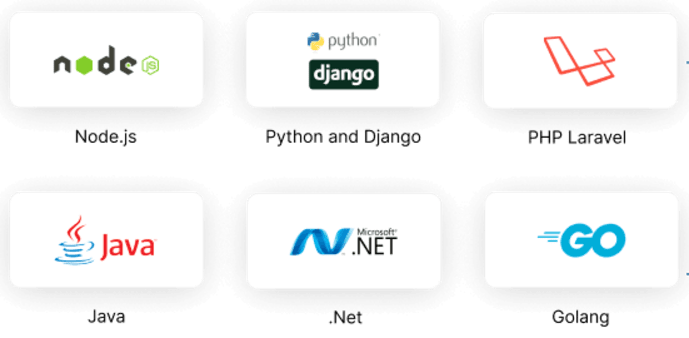 node
JS
python
django
Node.js
Python and Django
PHP Laravel
Java
Microsoft®
.NET
GO
Java
.Net
Golang